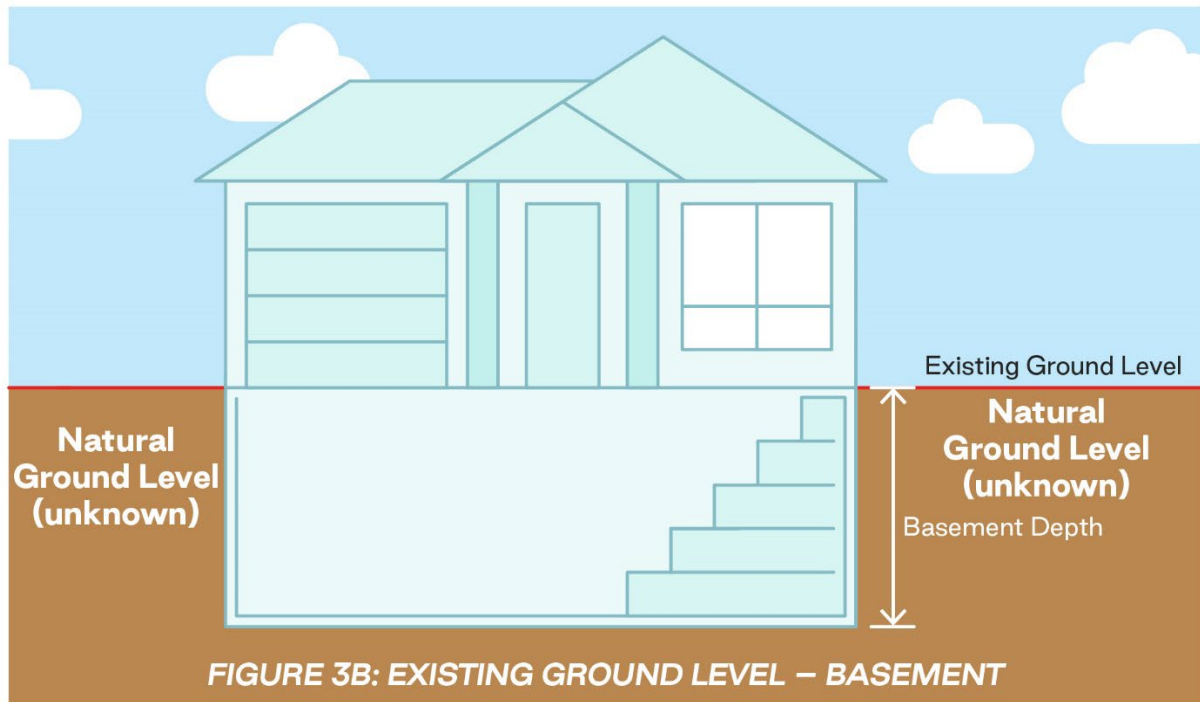 Existing Ground Level
Natural
Ground Level
(unknown)
Natural
Ground Level
(unknown)
Basement Depth
FIGURE 3B: EXISTING GROUND LEVEL – BASEMENT